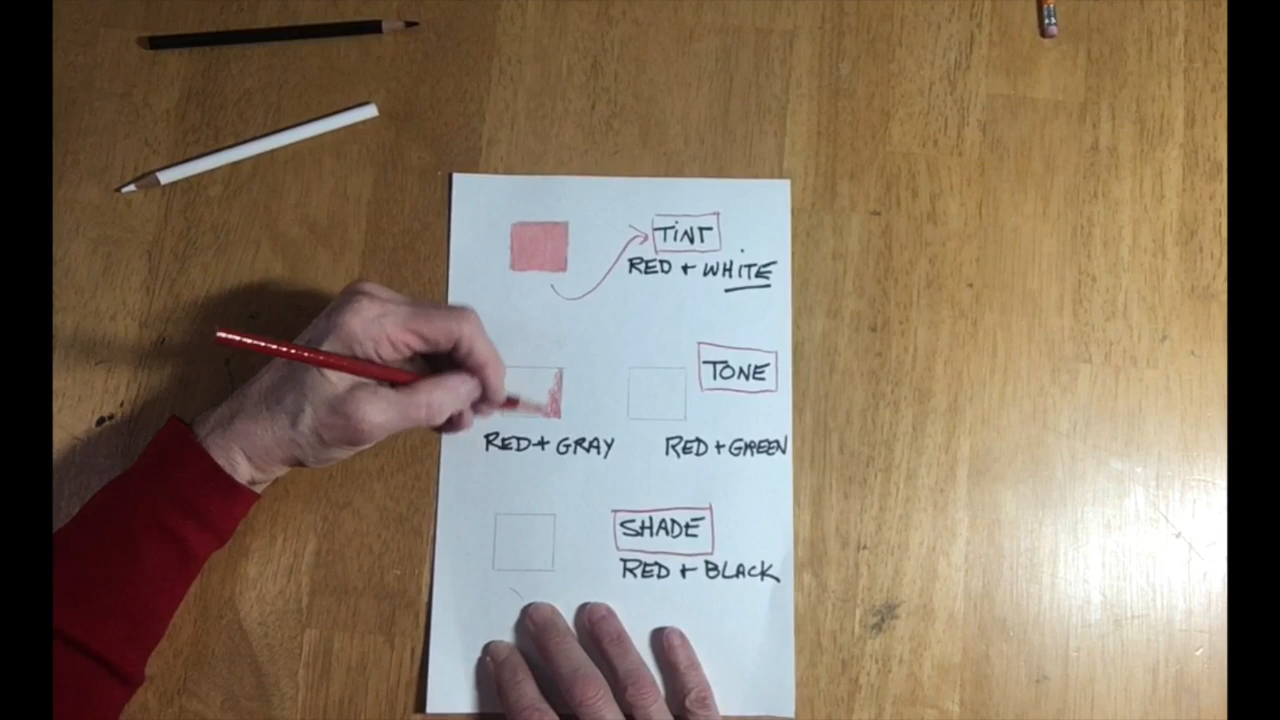 TiNT
RED + WHITE
TONE
RED + GRAY
RED + GREEN
SHADE
RED + BLACK